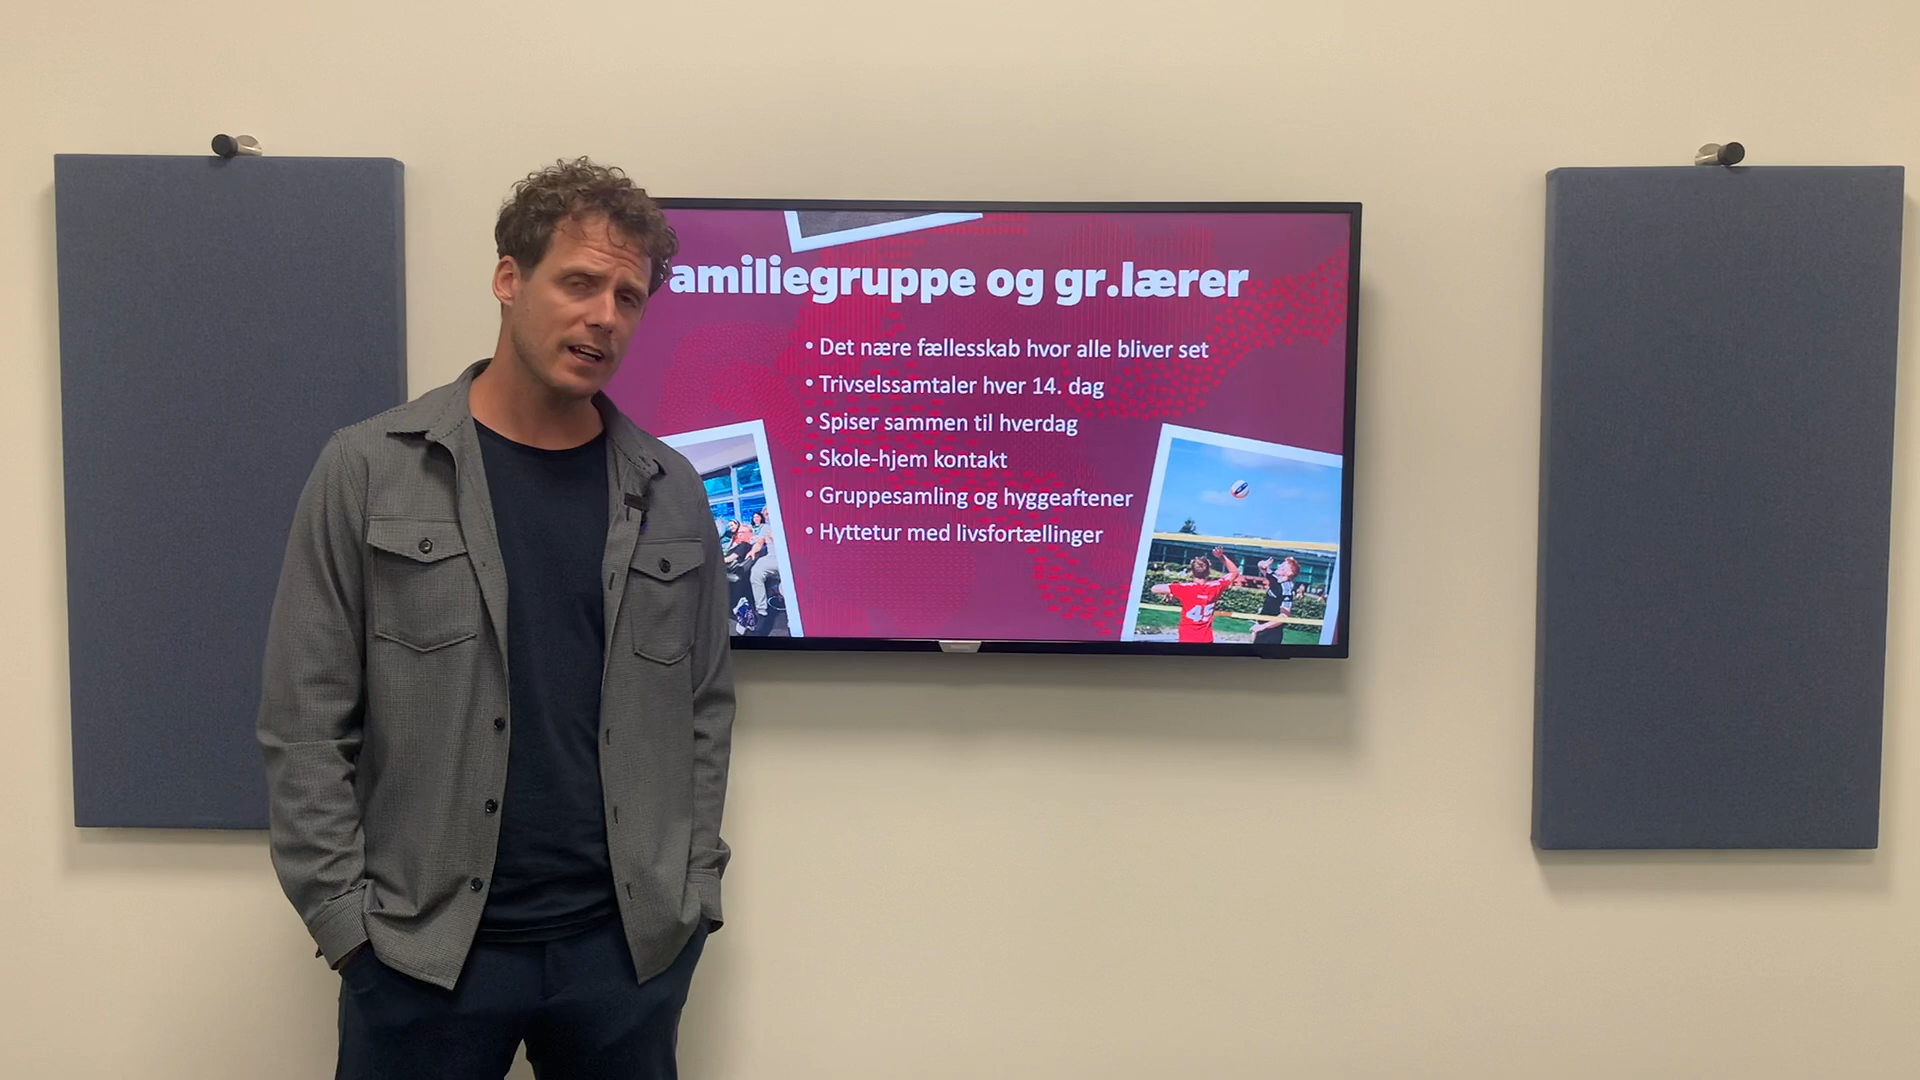 amiliegruppe og gr.lærer
• Det nære fællesskab hvor alle bliver set
• Trivselssamtaler hver 14. dag
• Spiser sammen til hverdag
• Skole-hjem kontakt
• Gruppesamling og hyggeaftener
• Hyttetur med livsfortællinger
45